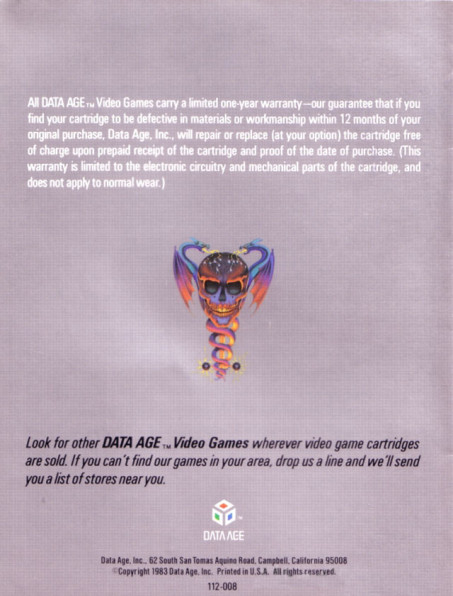 All DATA AGE™ Video Games carry a limited one-year warranty—our guarantee that if you
find your cartridge to be defective in materials or workmanship within 12 months of your
original purchase, Data Age, Inc., will repair or replace (at your option) the cartridge free
of charge upon prepaid receipt of the cartridge and proof of the date of purchase. (This
warranty is limited to the electronic circuitry and mechanical parts of the cartridge, and
does not apply to normal wear.)
Look for other DATA AGE™ Video Games wherever video game cartridges
are sold. If you can't find our games in your area, drop us a line and we'll send
you a list of stores near you.
™
DATA AGE
Data Age, Inc., 62 South San Tomas Aquino Road, Campbell, California 95008
©Copyright 1983 Data Age, Inc. Printed in U.S.A. All rights reserved.
112-008